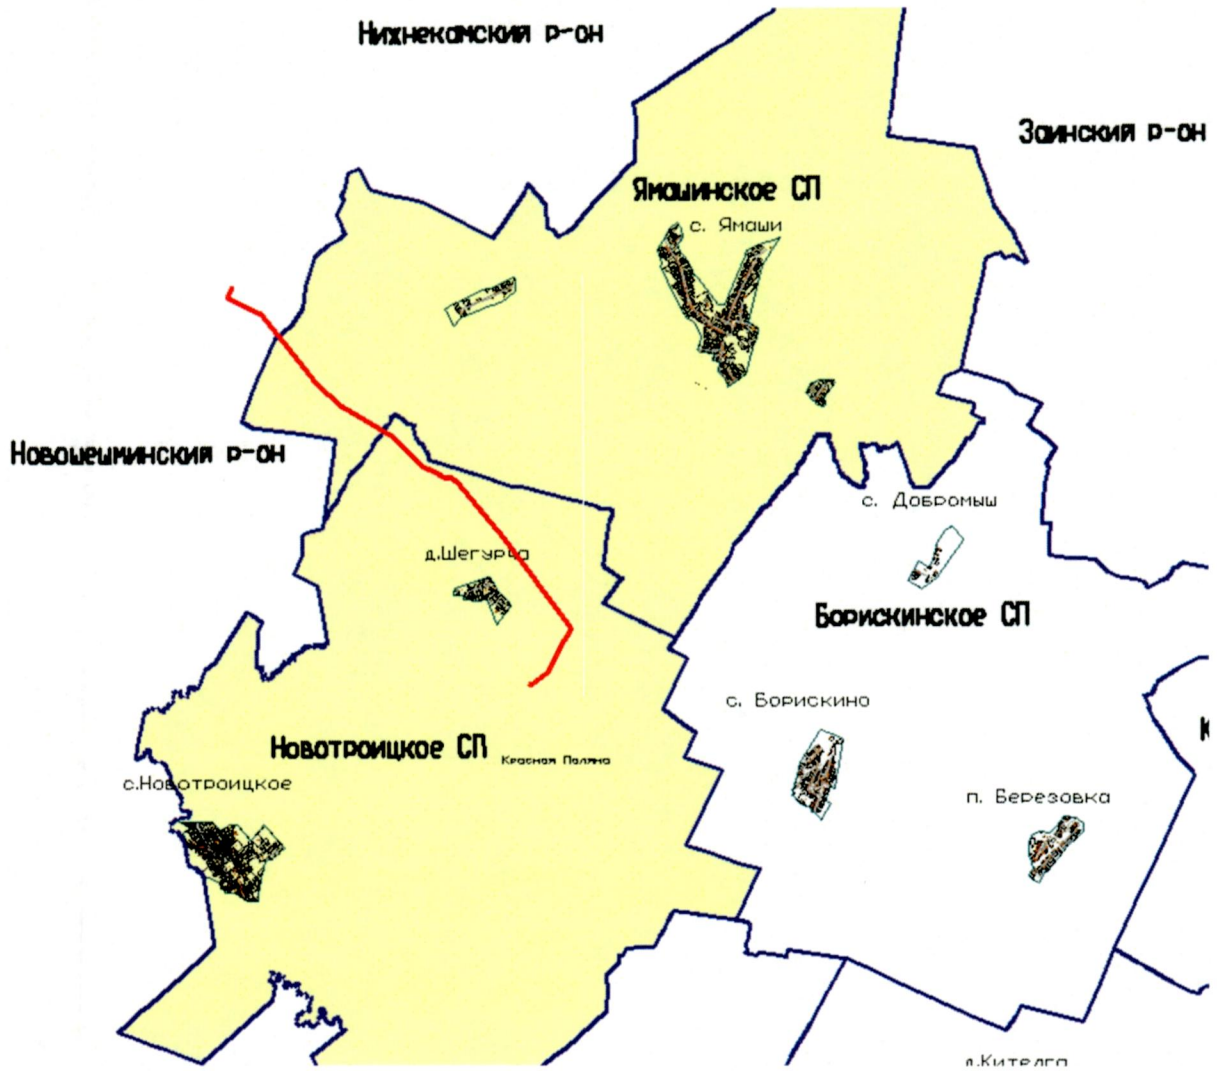 Нижнекамский р-он
Заинский р-он
Ямашинское СП
с. Ямаши
Новошешминский р-он
с. Добромыш
д.Шегурча
Борискинское СП
с. Борискино
Новотроицкое СП
Красная Поляна
с.Новотроицкое
п. Березовка